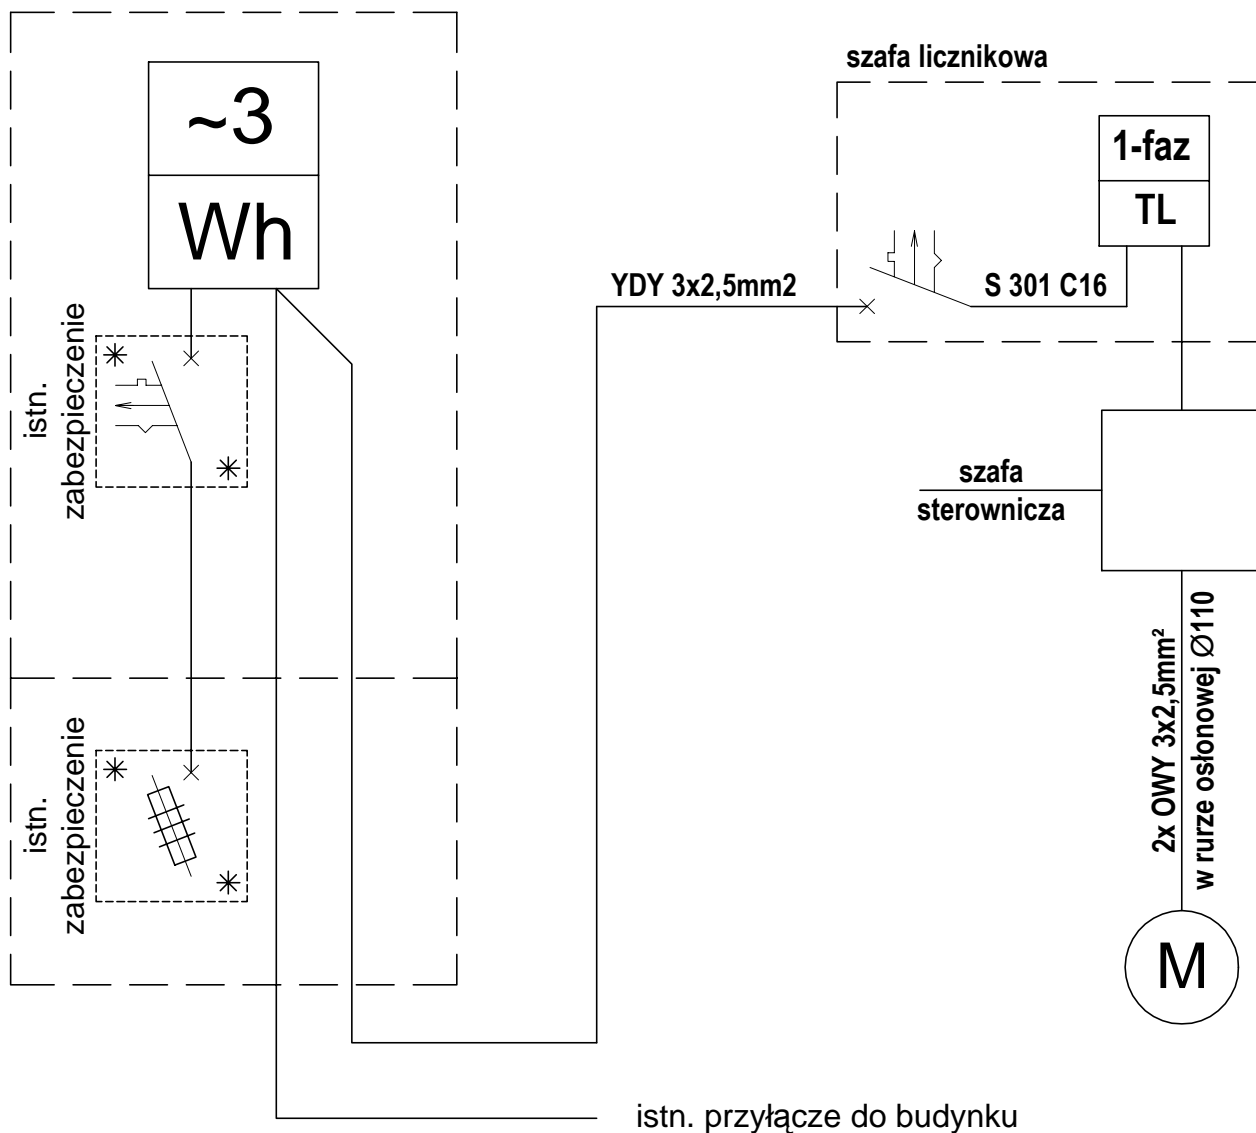 ~3
Wh
istn.
zabezpieczenie
istn.
zabezpieczenie
szafa licznikowa
1-faz
TL
YDY 3x2,5mm2
S 301 C16
szafa
sterownicza
2x OWY 3x2,5mm²
w rurze osłonowej Ø110
M
istn. przyłącze do budynku